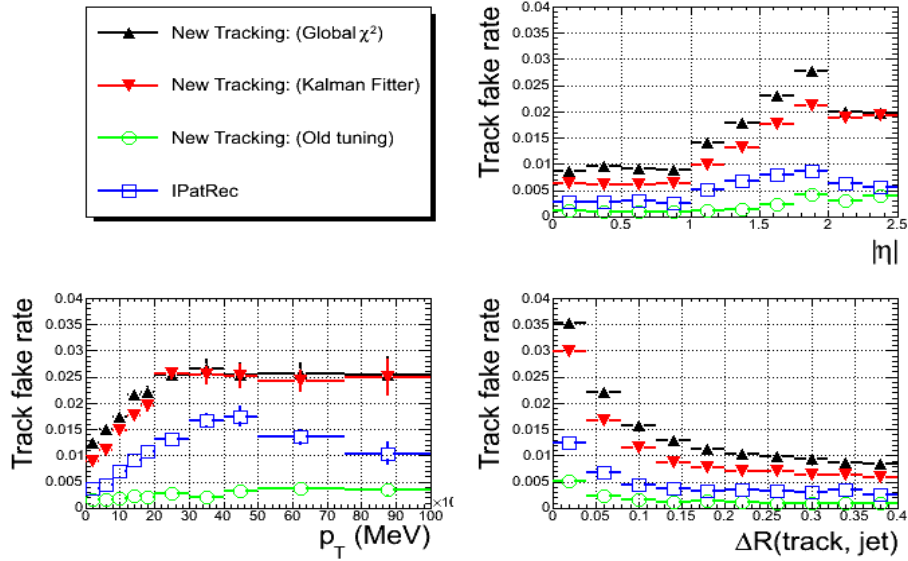 New Tracking: (Global χ²)
New Tracking: (Kalman Fitter)
New Tracking: (Old tuning)
IPatRec
Track fake rate
0.04
0.035
0.03
0.025
0.02
0.015
0.01
0.005
0
0 0.5 1 1.5 2 2.5
|η|
Track fake rate
0.04
0.035
0.03
0.025
0.02
0.015
0.01
0.005
0
0 10 20 30 40 50 60 70 80 90 100
p_T (MeV)
Track fake rate
0.04
0.035
0.03
0.025
0.02
0.015
0.01
0.005
0
0 0.05 0.1 0.15 0.2 0.25 0.3 0.35 0.4
ΔR(track, jet)